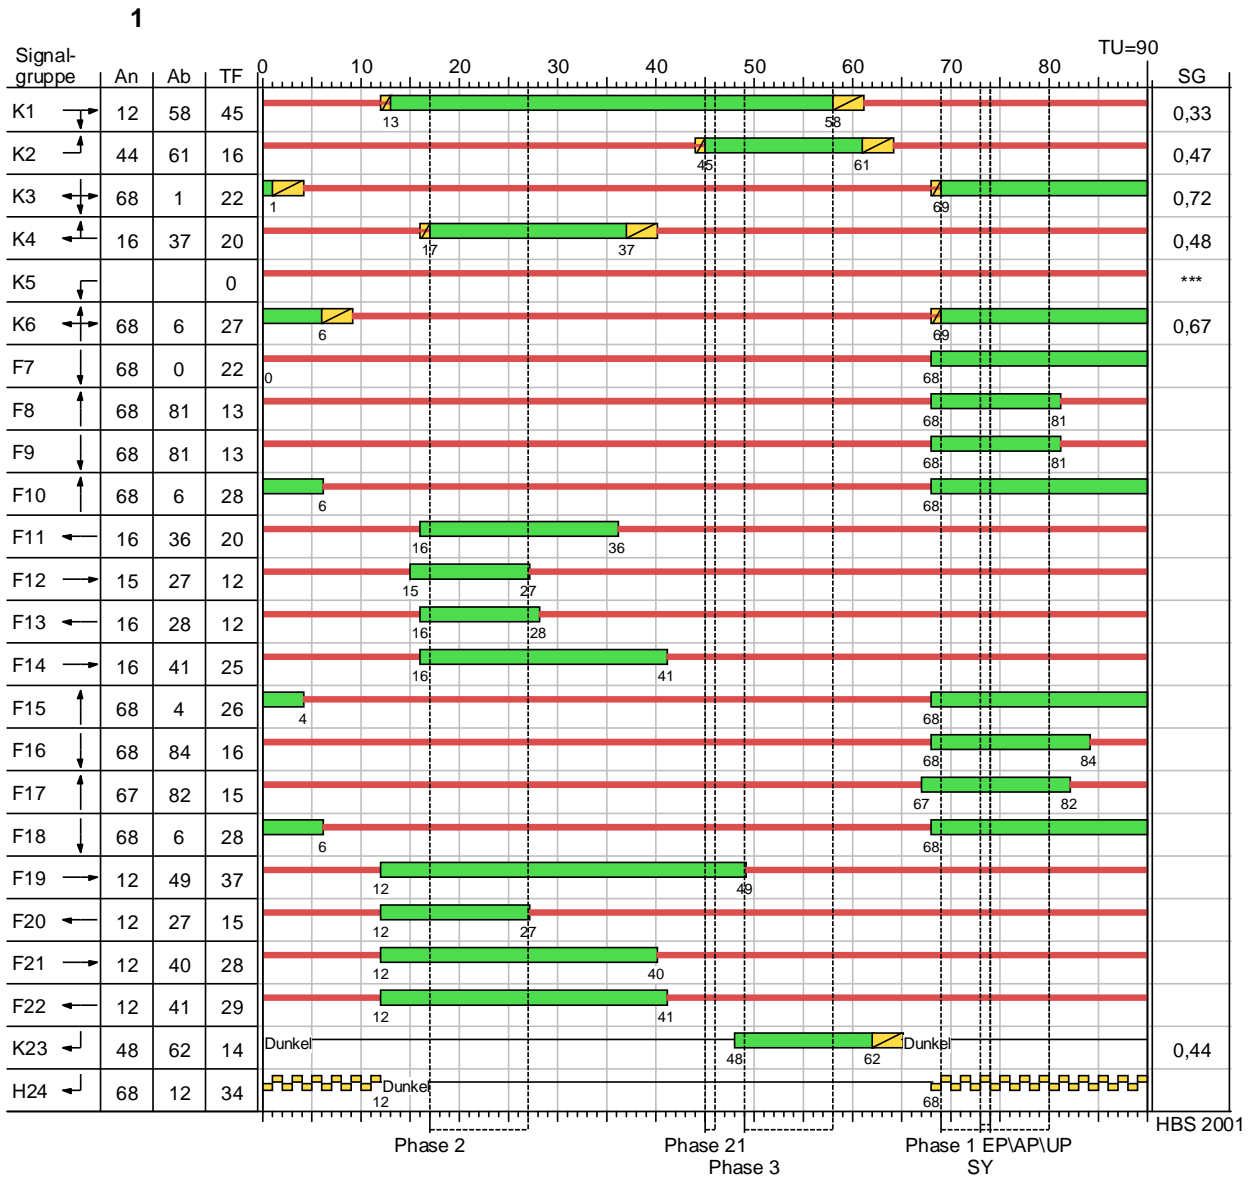 1
TU=90
Signal-
gruppe An Ab TF 0 10 20 30 40 50 60 70 80 SG
K1 12 58 45 13 58 0,33
K2 44 61 16 45 61 0,47
K3 68 1 22 1 69 0,72
K4 16 37 20 17 37 0,48
K5 0 ***
K6 68 6 27 6 69 0,67
F7 68 0 22 0 68
F8 68 81 13 68 81
F9 68 81 13 68 81
F10 68 6 28 6 68
F11 16 36 20 16 36
F12 15 27 12 15 27
F13 16 28 12 16 28
F14 16 41 25 16 41
F15 68 4 26 4 68
F16 68 84 16 68 84
F17 67 82 15 67 82
F18 68 6 28 6 68
F19 12 49 37 12 49
F20 12 27 15 12 27
F21 12 40 28 12 40
F22 12 41 29 12 41
K23 48 62 14 Dunkel 48 62 Dunkel 0,44
H24 68 12 34 12 Dunkel 68
HBS 2001
Phase 2 Phase 21 Phase 1 EP\AP\UP
Phase 3 SY